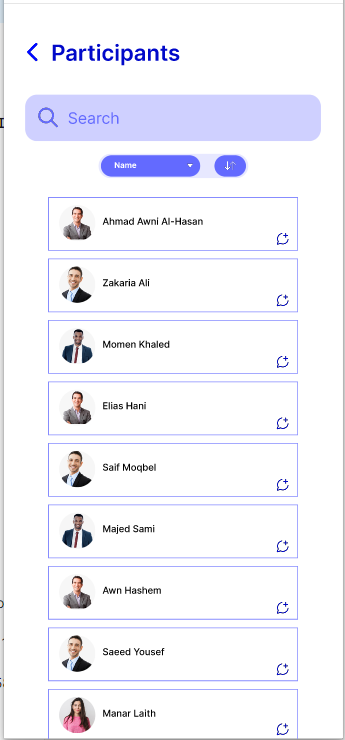 Participants
Search
Name
Ahmad Awni Al-Hasan
Zakaria Ali
Momen Khaled
Elias Hani
Saif Moqbel
Majed Sami
Awn Hashem
Saeed Yousef
Manar Laith